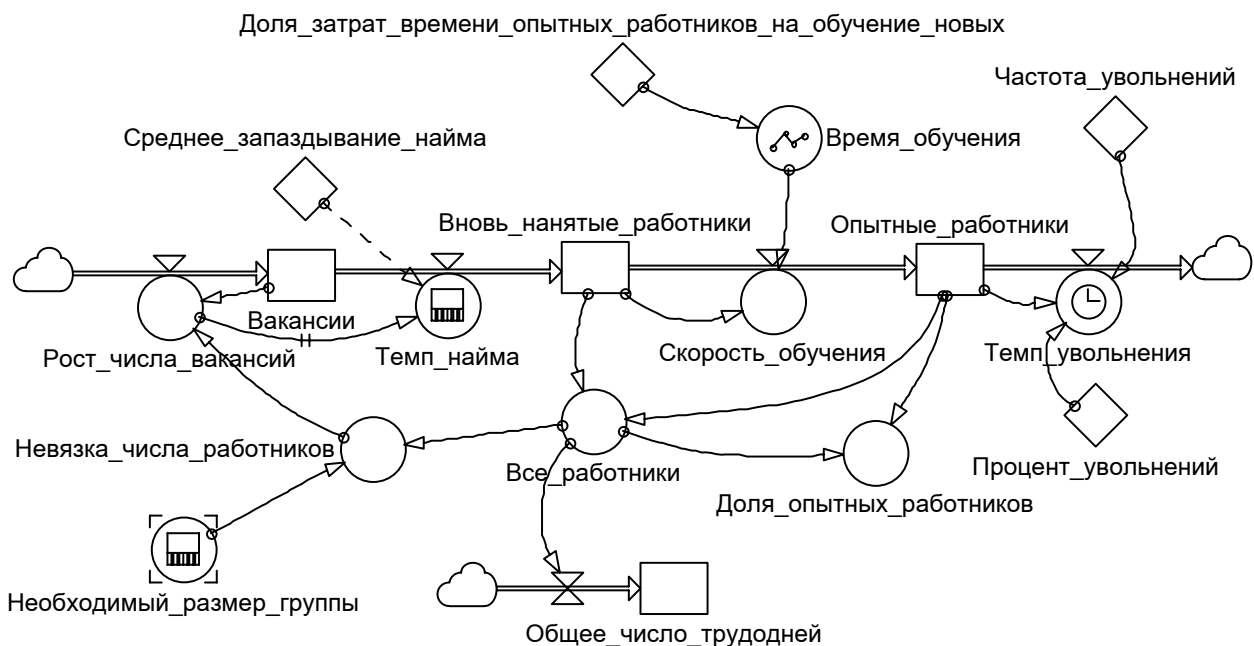 Доля_затрат_времени_опытных_работников_на_обучение_новых
Частота_увольнений
Среднее_запаздывание_найма
Время_обучения
Вновь_нанятые_работники
Опытные_работники
Вакансии
Рост_числа_вакансий
Темп_найма
Скорость_обучения
Темп_увольнения
Невязка_числа_работников
Все_работники
Процент_увольнений
Доля_опытных_работников
Необходимый_размер_группы
Общее_число_трудодней